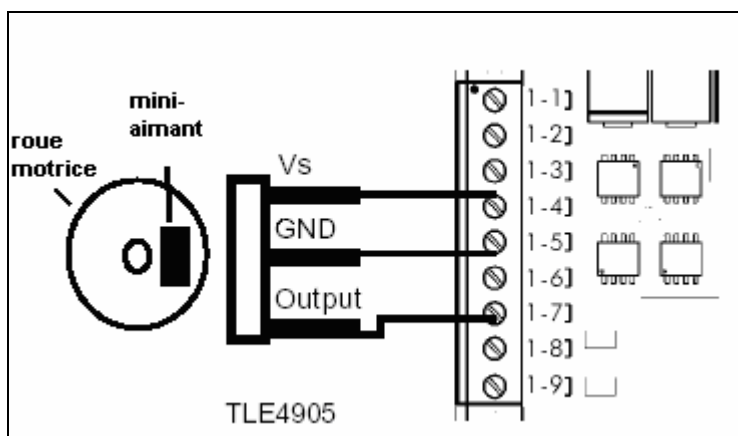 mini-
aimant
roue
motrice
Vs
GND
Output
TLE4905
1-1]
1-2]
1-3]
1-4]
1-5]
1-6]
1-7]
1-8]
1-9]